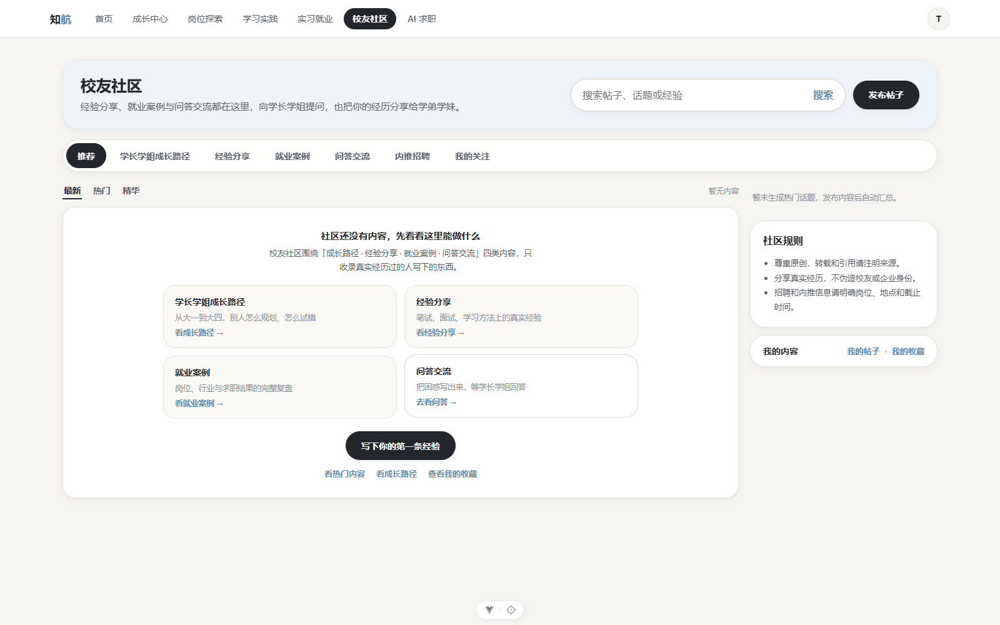 知航
首页
成长中心
岗位探索
学习实践
实习就业
校友社区
AI 求职
T
校友社区
经验分享、就业案例与问答交流都在这里，向学长学姐提问，也把你的经历分享给学弟学妹。
搜索帖子、话题或经验
搜索
发布帖子
推荐
学长学姐成长路径
经验分享
就业案例
问答交流
内推招聘
我的关注
最新
热门
精华
暂无内容
社区还没有内容，先看看这里能做什么
校友社区围绕「成长路径 · 经验分享 · 就业案例 · 问答交流」四类内容，只
收录真实经历过的人写下的东西。
学长学姐成长路径
从大一到大四，别人怎么规划、怎么试错
看成长路径 →
经验分享
笔试、面试、学习方法上的真实经验
看经验分享 →
就业案例
岗位、行业与求职结果的完整复盘
看就业案例 →
问答交流
把困惑写出来，等学长学姐回答
去看问答 →
写下你的第一条经验
看热门内容
看成长路径
查看我的收藏
暂未生成热门话题，发布内容后自动汇总。
社区规则
• 尊重原创，转载和引用请注明来源。
• 分享真实经历，不伪造校友或企业身份。
• 招聘和内推信息请明确岗位、地点和截止
时间。
我的内容
我的帖子 · 我的收藏